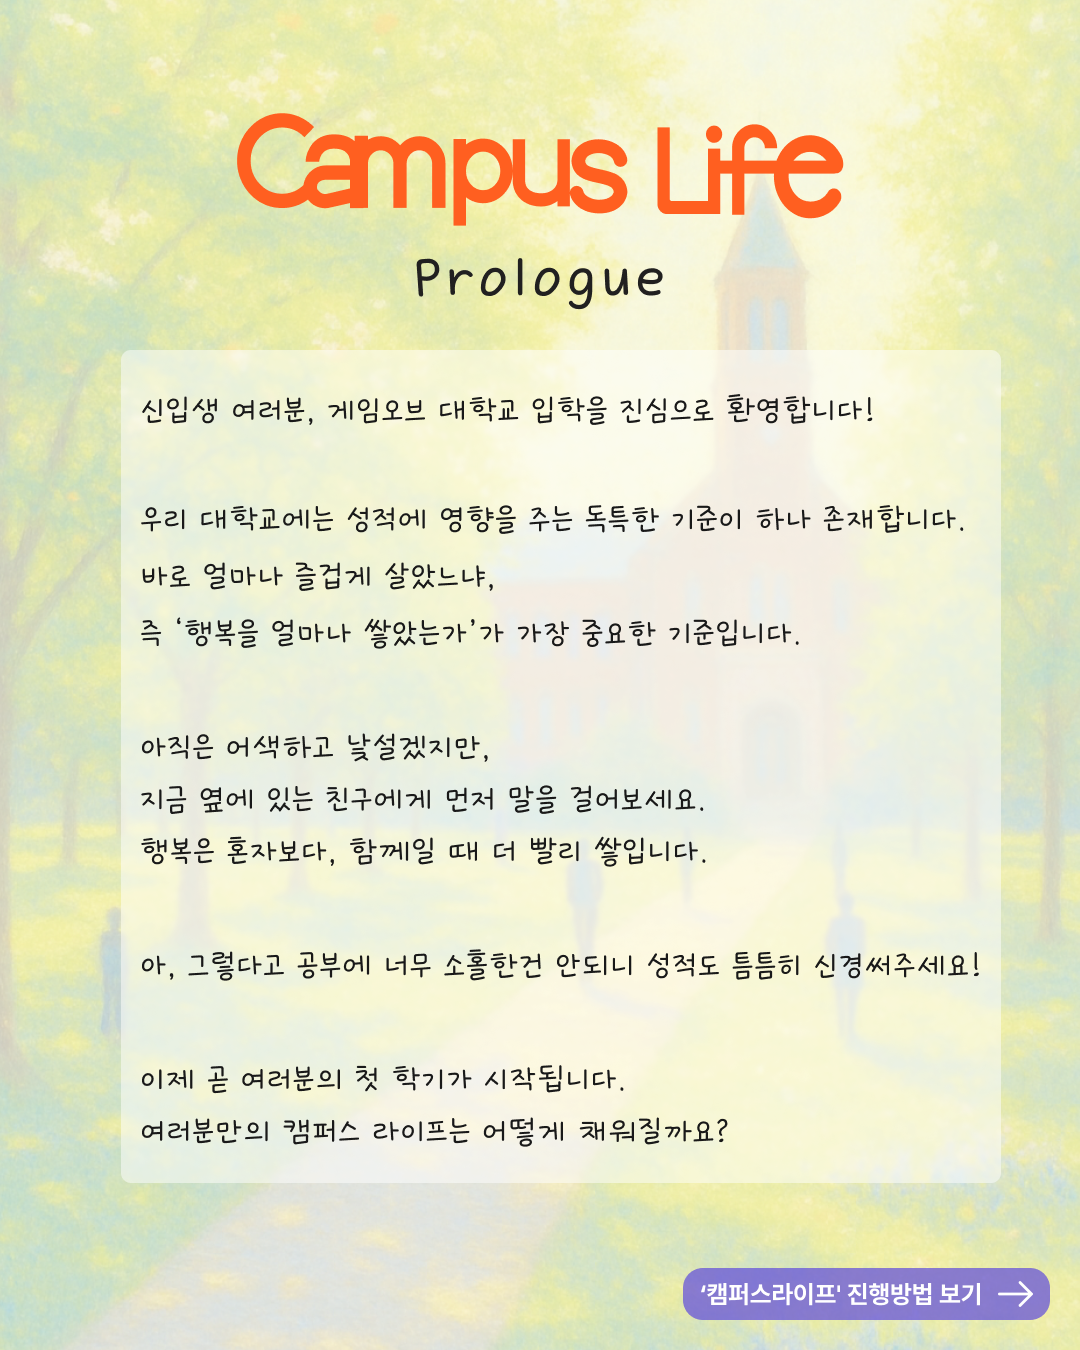 Campus Life
Prologue
신입생 여러분, 게임오브 대학교 입학을 진심으로 환영합니다!
우리 대학교에는 성적에 영향을 주는 독특한 기준이 하나 존재합니다.
바로 얼마나 즐겁게 살았느냐,
즉 ‘행복을 얼마나 쌓았는가’가 가장 중요한 기준입니다.
아직은 어색하고 낯설겠지만,
지금 옆에 있는 친구에게 먼저 말을 걸어보세요.
행복은 혼자보다, 함께일 때 더 빨리 쌓입니다.
아, 그렇다고 공부에 너무 소홀한건 안되니 성적도 틈틈히 신경써주세요!
이제 곧 여러분의 첫 학기가 시작됩니다.
여러분만의 캠퍼스 라이프는 어떻게 채워질까요?
‘캠퍼스라이프' 진행방법 보기